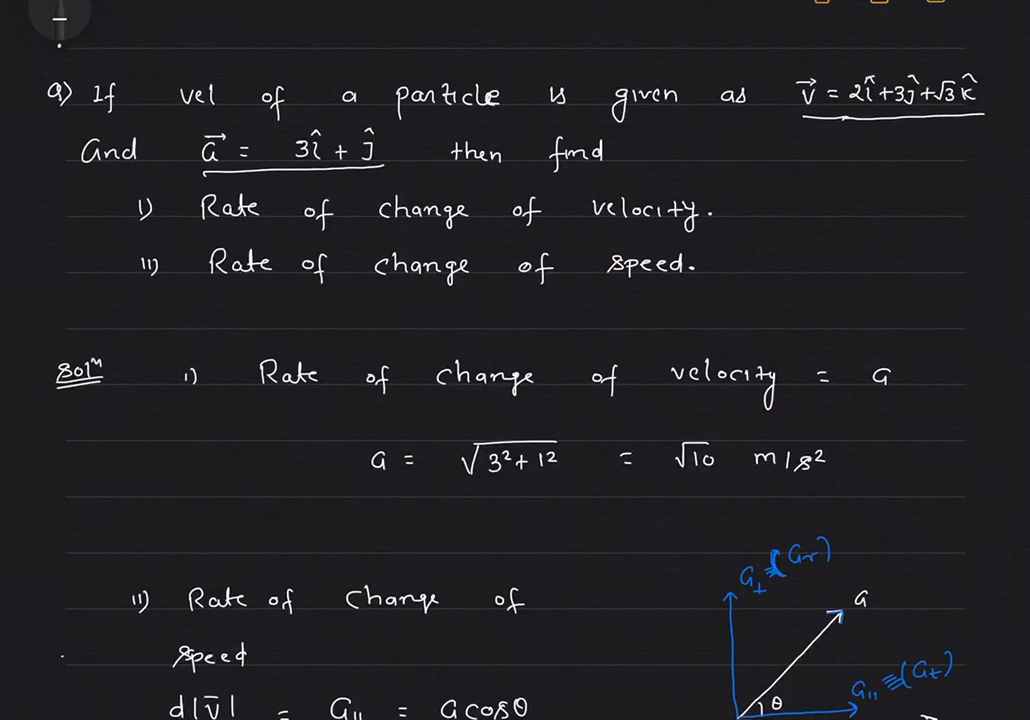 Q) If vel of a particle is given as v⃗ = 2î+3ĵ+√3k̂
And a⃗ = 3î + ĵ then find
I) Rate of change of velocity.
II) Rate of change of speed.
Solⁿ I) Rate of change of velocity = a
a = √(3²+1²) = √10 m/s²
a⊥≡(ar)
II) Rate of change of
a
speed
a|| ≡(at)
θ
d|v̄| = a|| = a cosθ